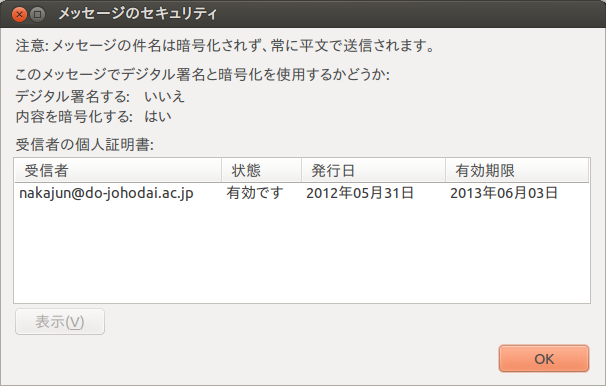 メッセージのセキュリティ
注意: メッセージの件名は暗号化されず、常に平文で送信されます。
このメッセージでデジタル署名と暗号化を使用するかどうか:
デジタル署名する: いいえ
内容を暗号化する: はい
受信者の個人証明書:
受信者 状態 発行日 有効期限
nakajun@do-johodai.ac.jp 有効です 2012年05月31日 2013年06月03日
表示(V)
OK